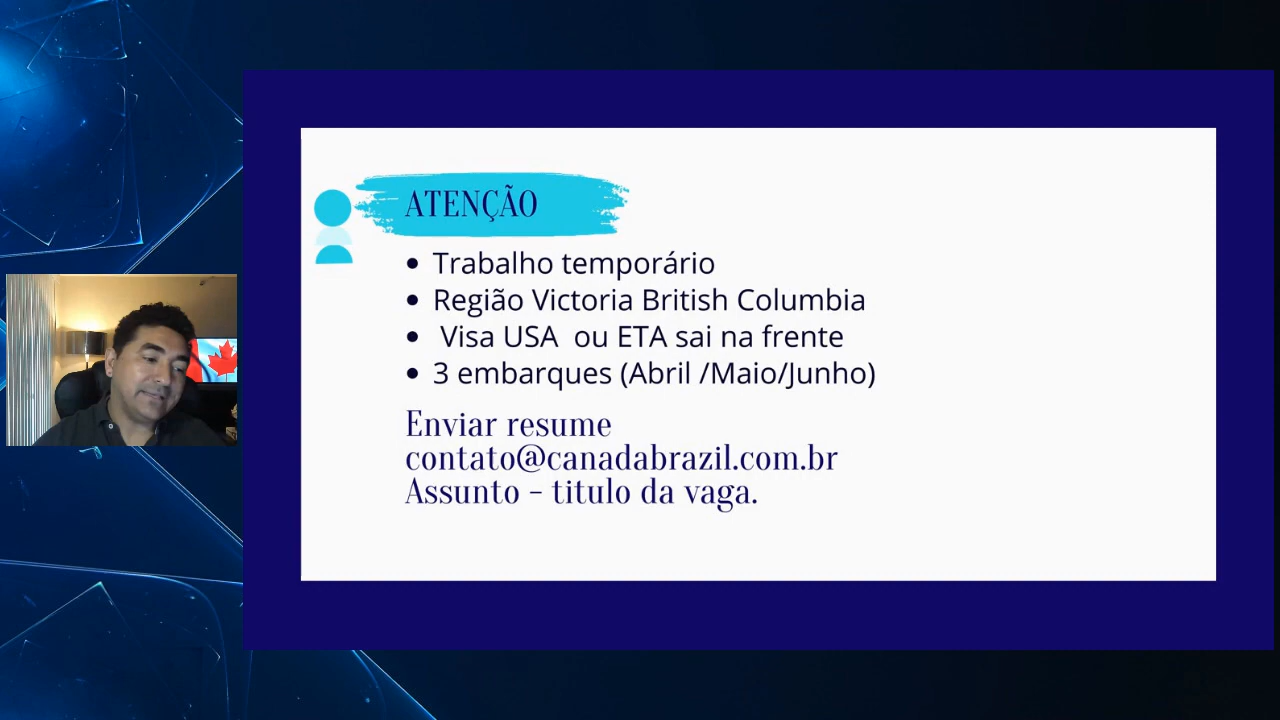 ATENÇÃO
• Trabalho temporário
• Região Victoria British Columbia
• Visa USA ou ETA sai na frente
• 3 embarques (Abril /Maio/Junho)
Enviar resume
contato@canadabrazil.com.br
Assunto - titulo da vaga.